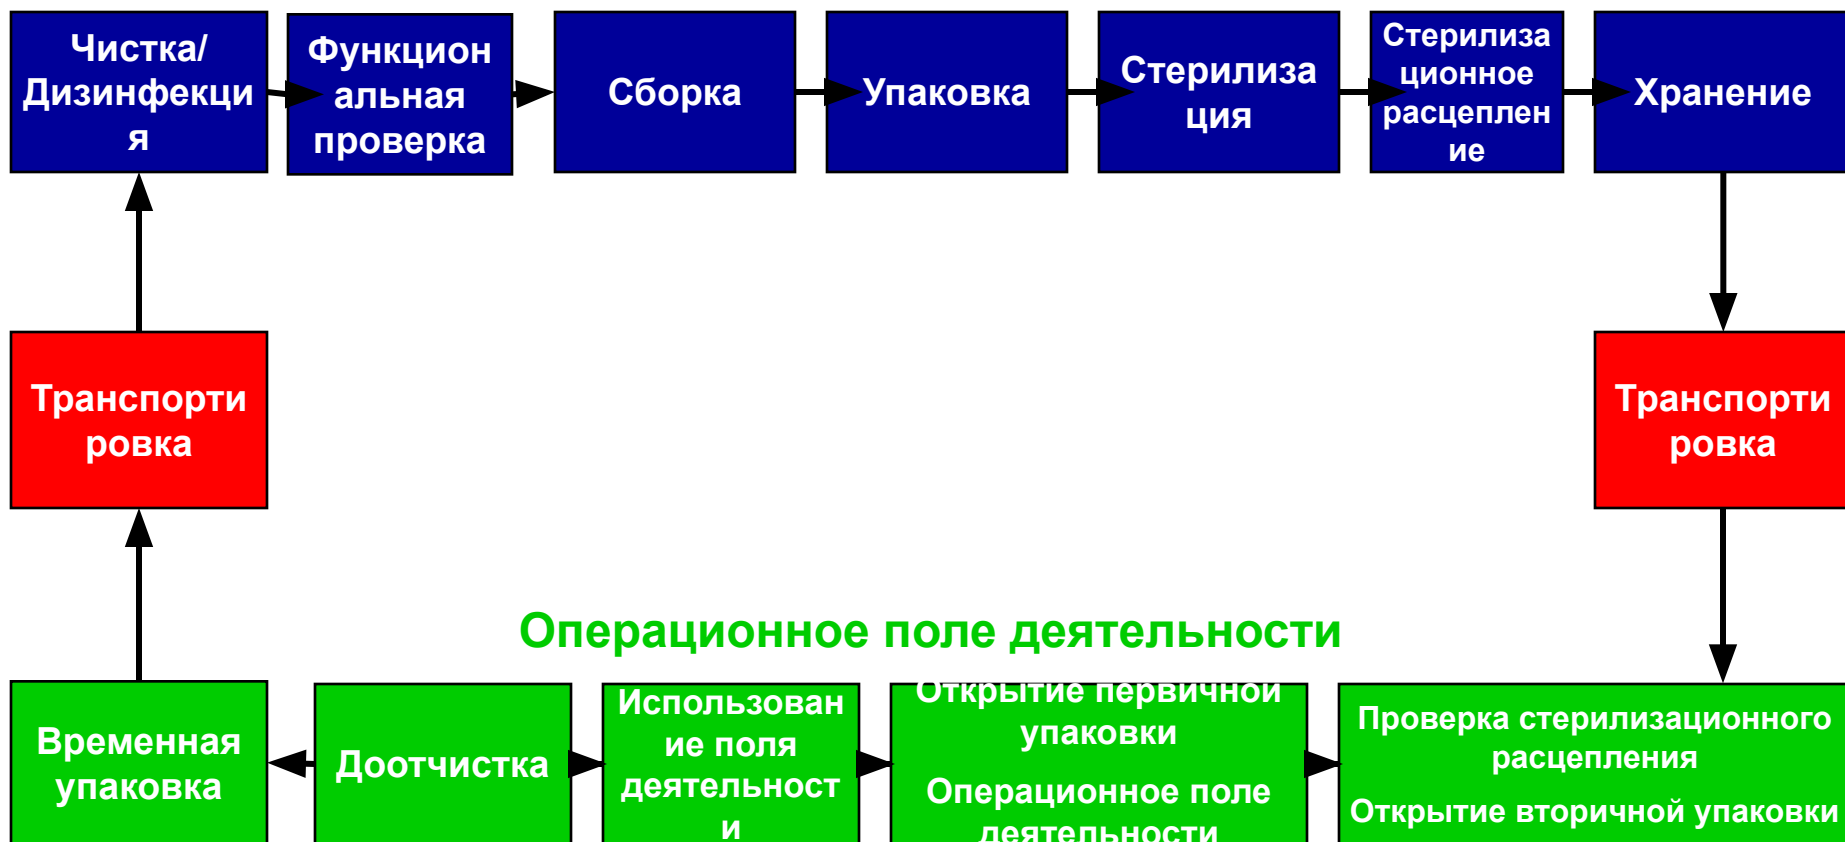 Чистка/
Дизинфекци
я
Функцион
альная
проверка
Сборка
Упаковка
Стерилиза
ция
Стерилиза
ционное
расцеплен
ие
Хранение
Транспорти
ровка
Транспорти
ровка
Операционное поле деятельности
Временная
упаковка
Доотчистка
Использован
ие поля
деятельност
и
Открытие первичной
упаковки
Операционное поле
деятельности
Проверка стерилизационного
расцепления
Открытие вторичной упаковки